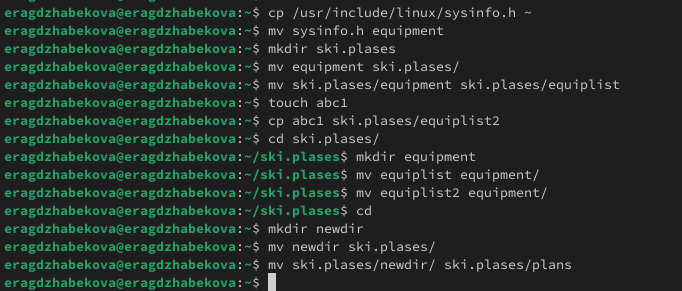 eragdzhabekova@eragdzhabekova:~$ cp /usr/include/linux/sysinfo.h ~
eragdzhabekova@eragdzhabekova:~$ mv sysinfo.h equipment
eragdzhabekova@eragdzhabekova:~$ mkdir ski.plases
eragdzhabekova@eragdzhabekova:~$ mv equipment ski.plases/
eragdzhabekova@eragdzhabekova:~$ mv ski.plases/equipment ski.plases/equiplist
eragdzhabekova@eragdzhabekova:~$ touch abc1
eragdzhabekova@eragdzhabekova:~$ cp abc1 ski.plases/equiplist2
eragdzhabekova@eragdzhabekova:~$ cd ski.plases/
eragdzhabekova@eragdzhabekova:~/ski.plases$ mkdir equipment
eragdzhabekova@eragdzhabekova:~/ski.plases$ mv equiplist equipment/
eragdzhabekova@eragdzhabekova:~/ski.plases$ mv equiplist2 equipment/
eragdzhabekova@eragdzhabekova:~/ski.plases$ cd
eragdzhabekova@eragdzhabekova:~$ mkdir newdir
eragdzhabekova@eragdzhabekova:~$ mv newdir ski.plases/
eragdzhabekova@eragdzhabekova:~$ mv ski.plases/newdir/ ski.plases/plans
eragdzhabekova@eragdzhabekova:~$